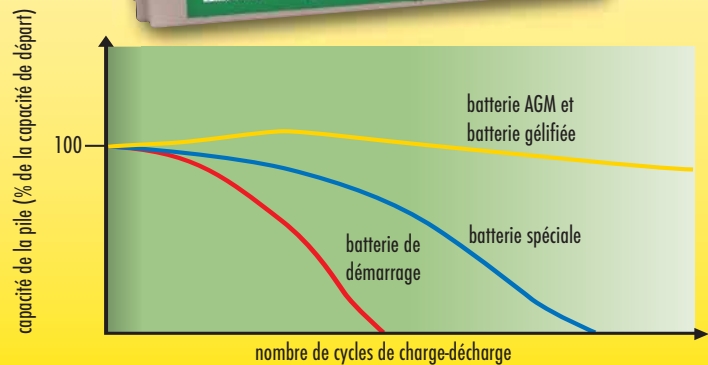 capacité de la pile (% de la capacité de départ)
100
batterie AGM et
batterie gélifiée
batterie de
démarrage
batterie spéciale
nombre de cycles de charge-décharge